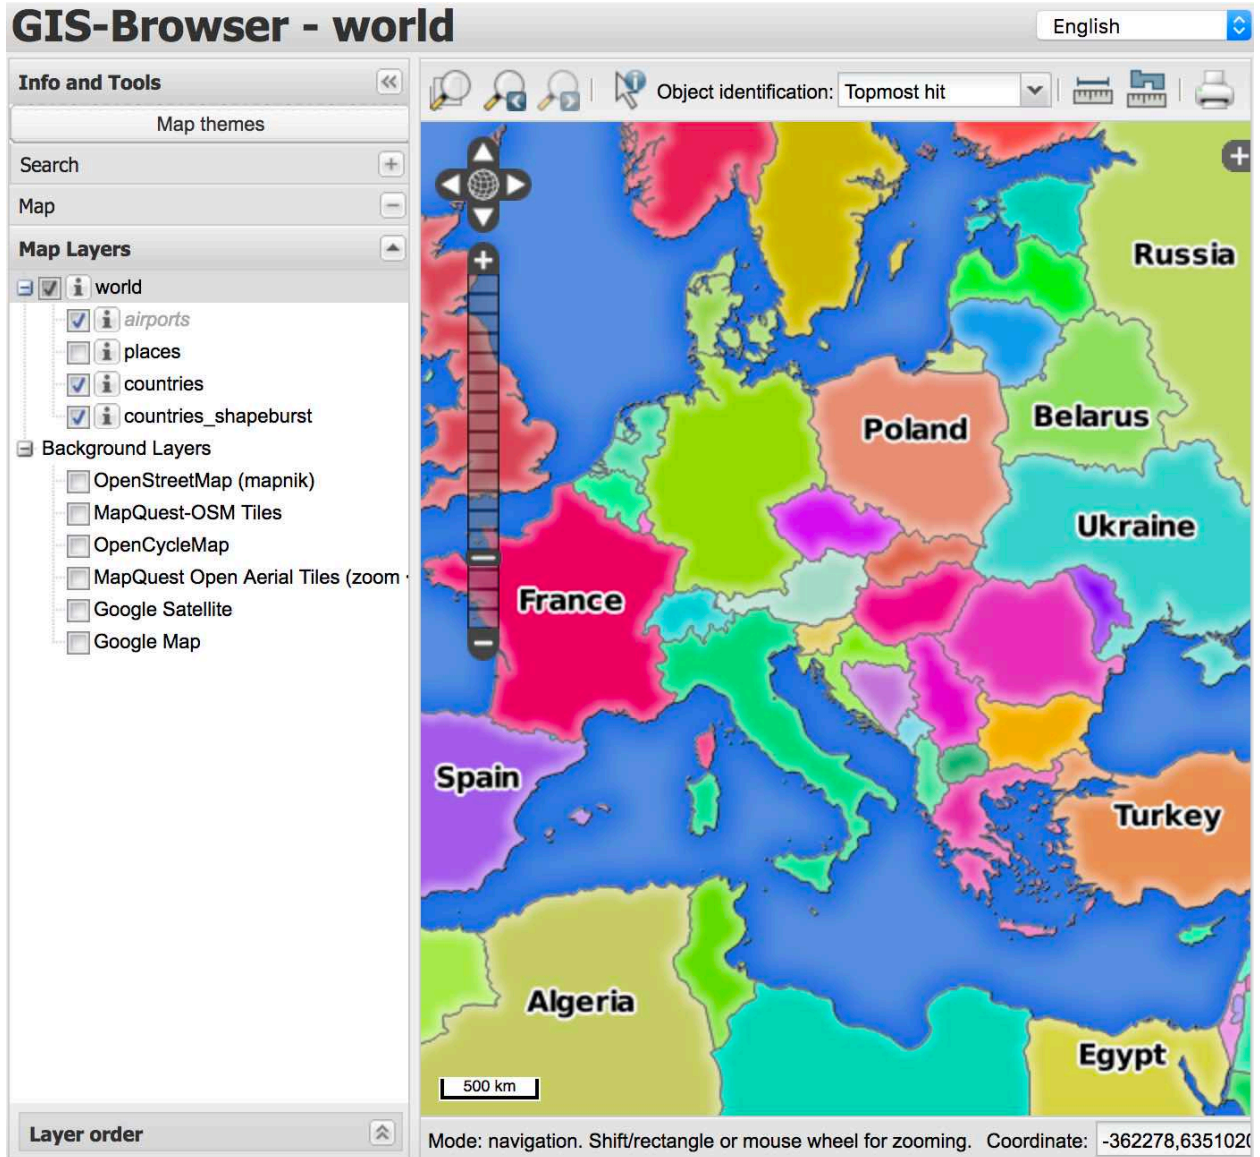 GIS-Browser - world
English
Info and Tools
Map themes
Search
Map
Map Layers
world
airports
places
countries
countries_shapeburst
Background Layers
OpenStreetMap (mapnik)
MapQuest-OSM Tiles
OpenCycleMap
MapQuest Open Aerial Tiles (zoom
Google Satellite
Google Map
Layer order
Object identification: Topmost hit
Russia
Belarus
Poland
Ukraine
France
Spain
Turkey
Algeria
Egypt
500 km
Mode: navigation. Shift/rectangle or mouse wheel for zooming. Coordinate: -362278,6351020